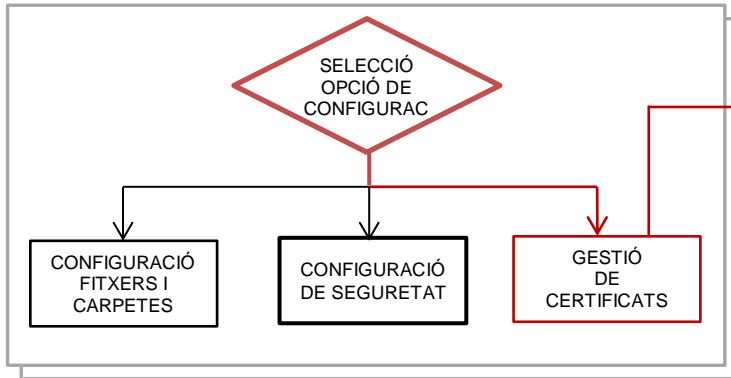 SELECCIÓ
OPCIÓ DE
CONFIGURAC
CONFIGURACIÓ
FITXERS I
CARPETES
CONFIGURACIÓ
DE SEGURETAT
GESTIÓ
DE
CERTIFICATS